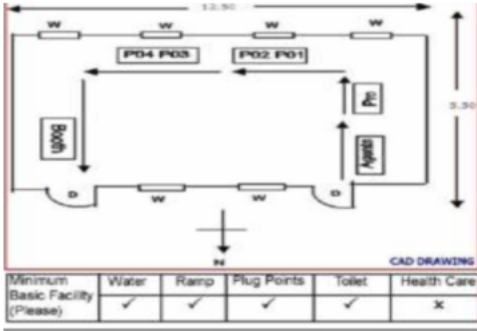 12.50
W W W W
P04 P03 P02 P01
Pro
5.50
Booth
Agents
D W W D
N
CAD DRAWING
Minimum Basic Facility (Please) Water Ramp Plug Points Toilet Health Care
✓ ✓ ✓ ✓ ×